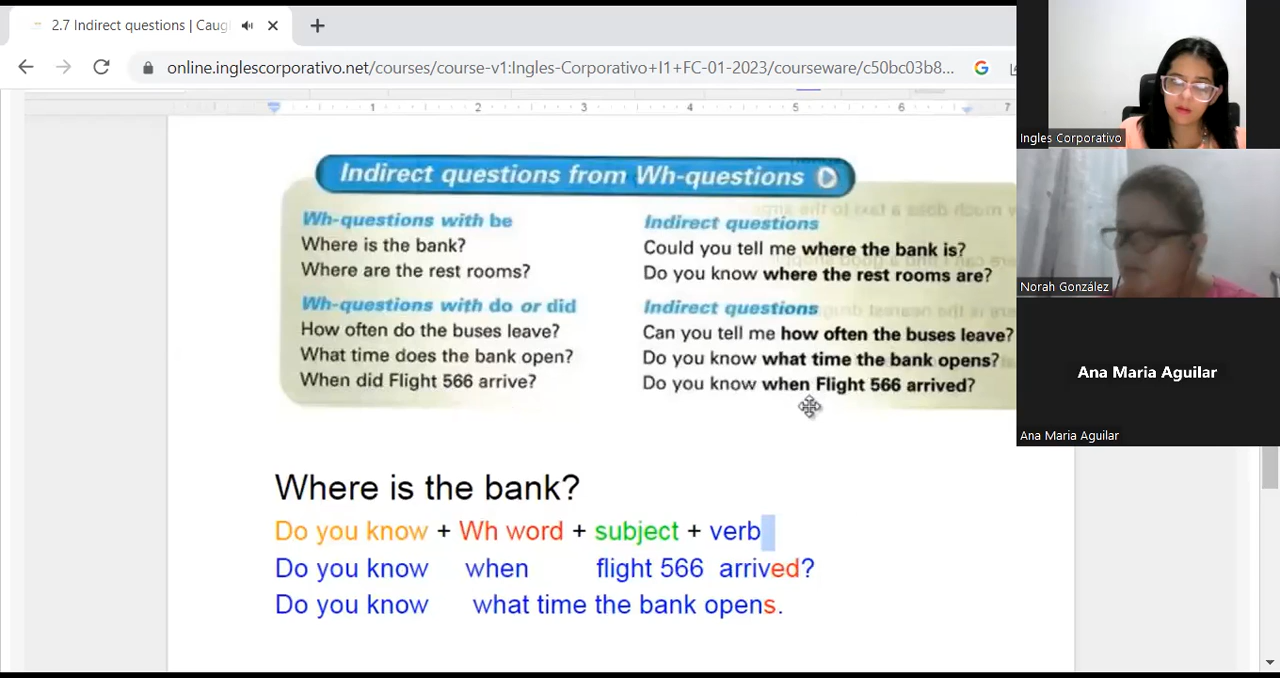 2.7 Indirect questions | Caug
online.inglescorporativo.net/courses/course-v1:Ingles-Corporativo+I1+FC-01-2023/courseware/c50bc03b8...
1 2 3 4 5 6 7
Indirect questions from Wh-questions
Wh-questions with be
Where is the bank?
Where are the rest rooms?
Wh-questions with do or did
How often do the buses leave?
What time does the bank open?
When did Flight 566 arrive?
Indirect questions
Could you tell me where the bank is?
Do you know where the rest rooms are?
Indirect questions
Can you tell me how often the buses leave?
Do you know what time the bank opens?
Do you know when Flight 566 arrived?
Where is the bank?
Do you know + Wh word + subject + verb
Do you know when flight 566 arrived?
Do you know what time the bank opens.
Ingles Corporativo
Norah González
Ana Maria Aguilar
Ana Maria Aguilar